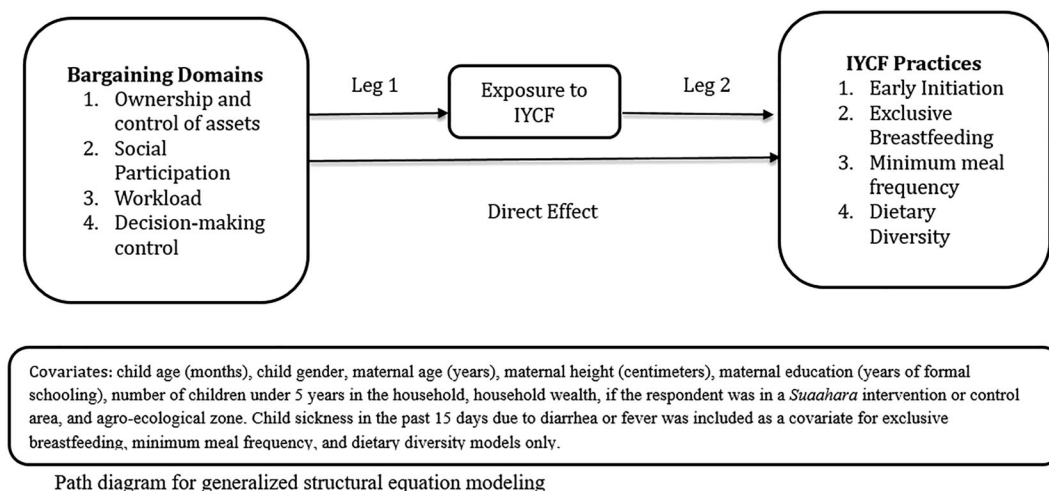 Bargaining Domains
1. Ownership and
control of assets
2. Social
Participation
3. Workload
4. Decision-making
control
Leg 1
Exposure to
IYCF
Leg 2
Direct Effect
IYCF Practices
1. Early Initiation
2. Exclusive
Breastfeeding
3. Minimum meal
frequency
4. Dietary
Diversity
Covariates: child age (months), child gender, maternal age (years), maternal height (centimeters), maternal education (years of formal
schooling), number of children under 5 years in the household, household wealth, if the respondent was in a Suaahara intervention or control
area, and agro-ecological zone. Child sickness in the past 15 days due to diarrhea or fever was included as a covariate for exclusive
breastfeeding, minimum meal frequency, and dietary diversity models only.
Path diagram for generalized structural equation modeling